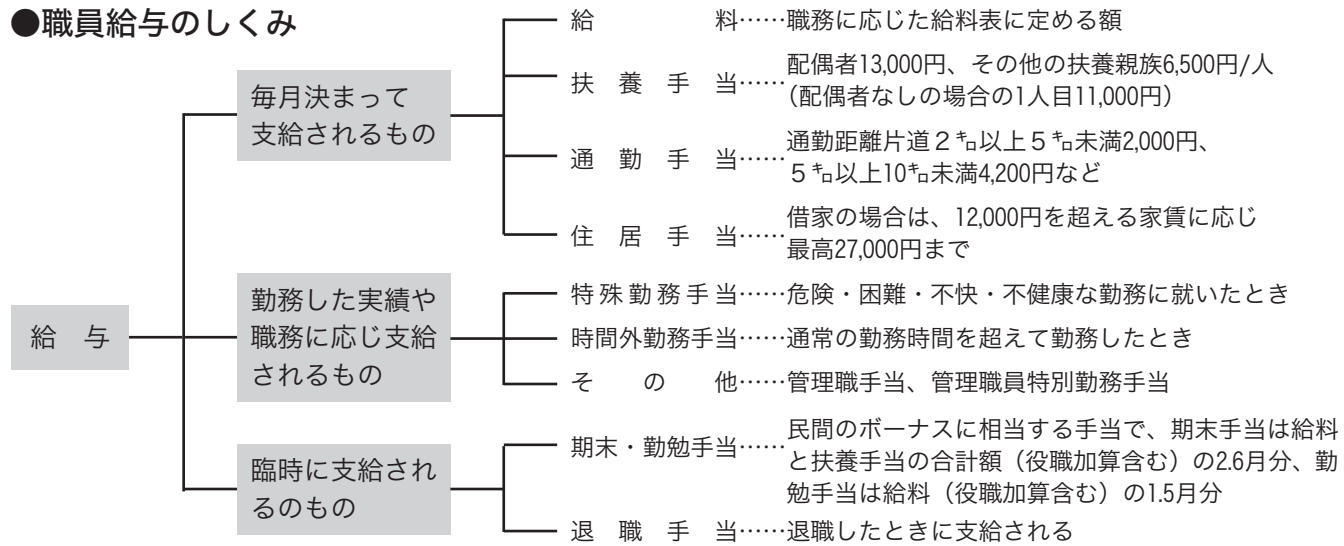 ●職員給与のしくみ
給与
毎月決まって
支給されるもの
給料……職務に応じた給料表に定める額
扶養手当……配偶者13,000円、その他の扶養親族6,500円/人
（配偶者なしの場合の1人目11,000円）
通勤手当……通勤距離片道２㌔以上５㌔未満2,000円、
５㌔以上10㌔未満4,200円など
住居手当……借家の場合は、12,000円を超える家賃に応じ
最高27,000円まで
勤務した実績や
職務に応じ支給
されるもの
特殊勤務手当……危険・困難・不快・不健康な勤務に就いたとき
時間外勤務手当……通常の勤務時間を超えて勤務したとき
その他……管理職手当、管理職員特別勤務手当
臨時に支給され
るのもの
期末・勤勉手当……民間のボーナスに相当する手当で、期末手当は給料
と扶養手当の合計額（役職加算含む）の2.6月分、勤
勉手当は給料（役職加算含む）の1.5月分
退職手当……退職したときに支給される